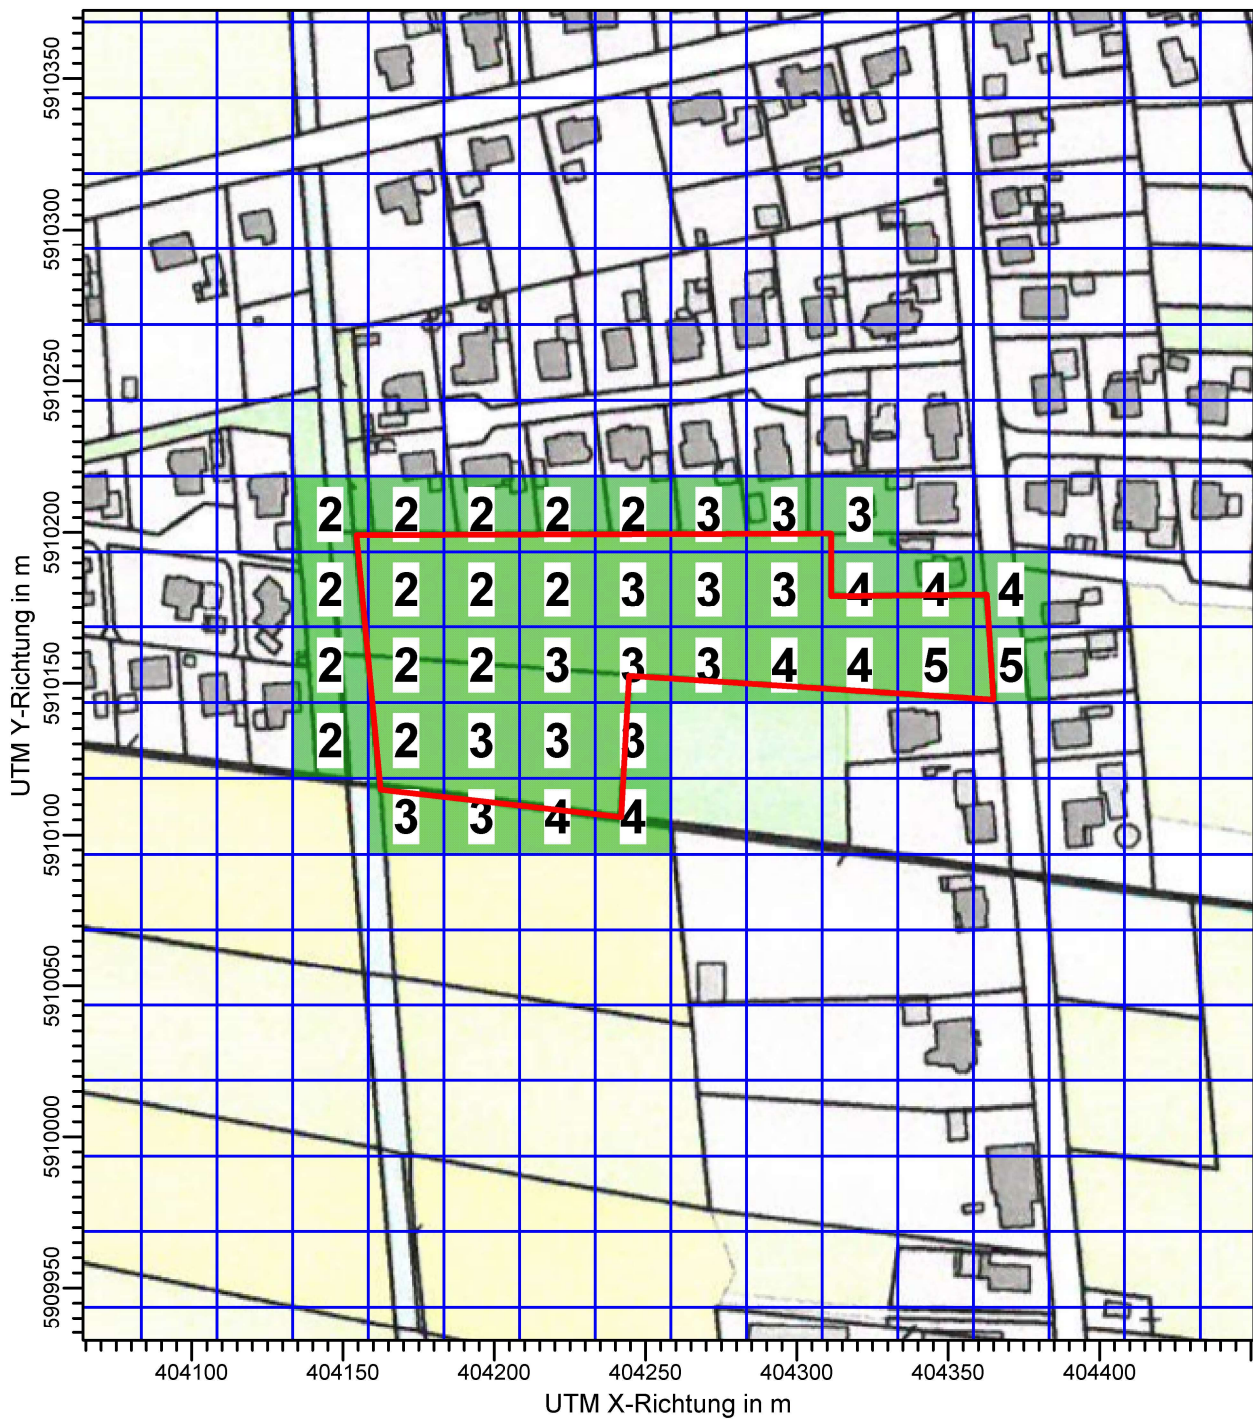 5910350
5910300
5910250
5910200
5910150
5910100
5910050
5910000
5909950
UTM Y-Richtung in m
2 2 2 2 2 3 3 3
2 2 2 2 3 3 3 4 4 4
2 2 2 3 3 3 4 4 5 5
2 2 3 3 3
3 3 4 4
404100 404150 404200 404250 404300 404350 404400
UTM X-Richtung in m